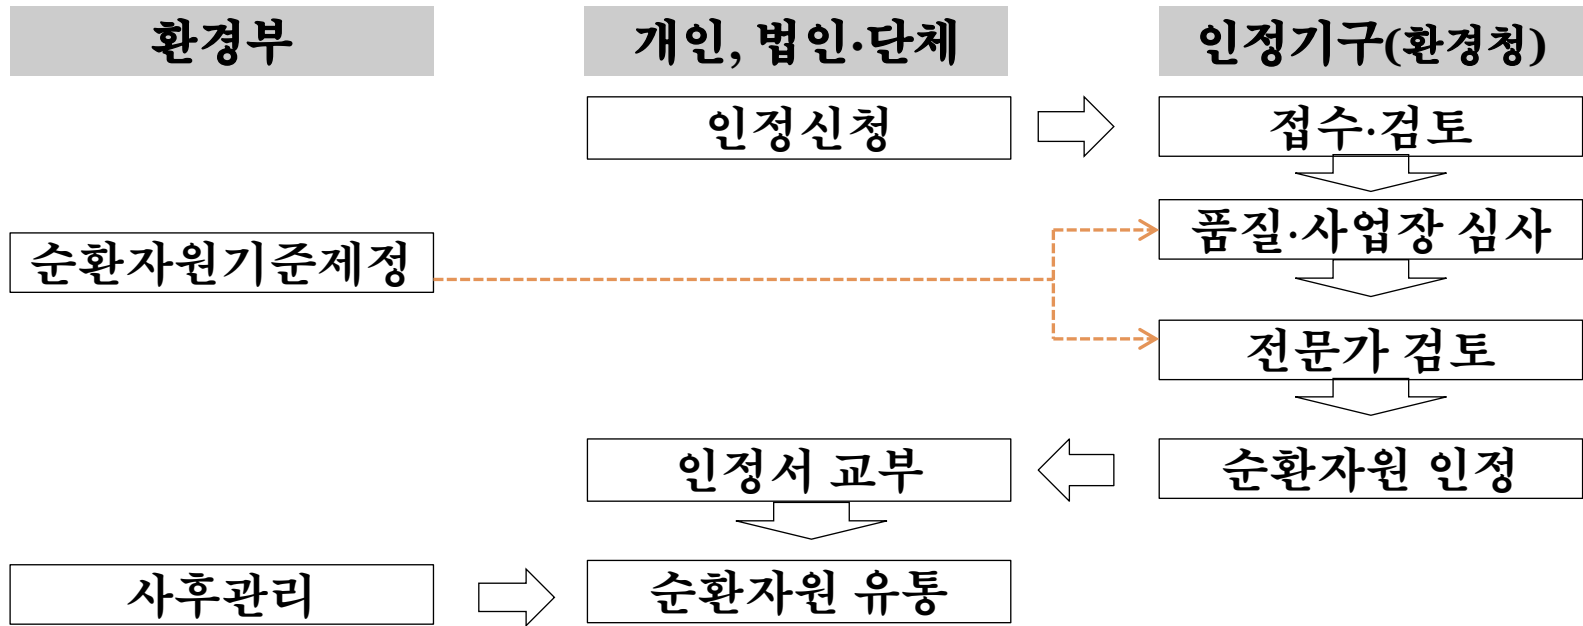 환경부
개인, 법인·단체
인정기구(환경청)
인정신청
접수·검토
품질·사업장 심사
순환자원기준제정
전문가 검토
인정서 교부
순환자원 인정
사후관리
순환자원 유통